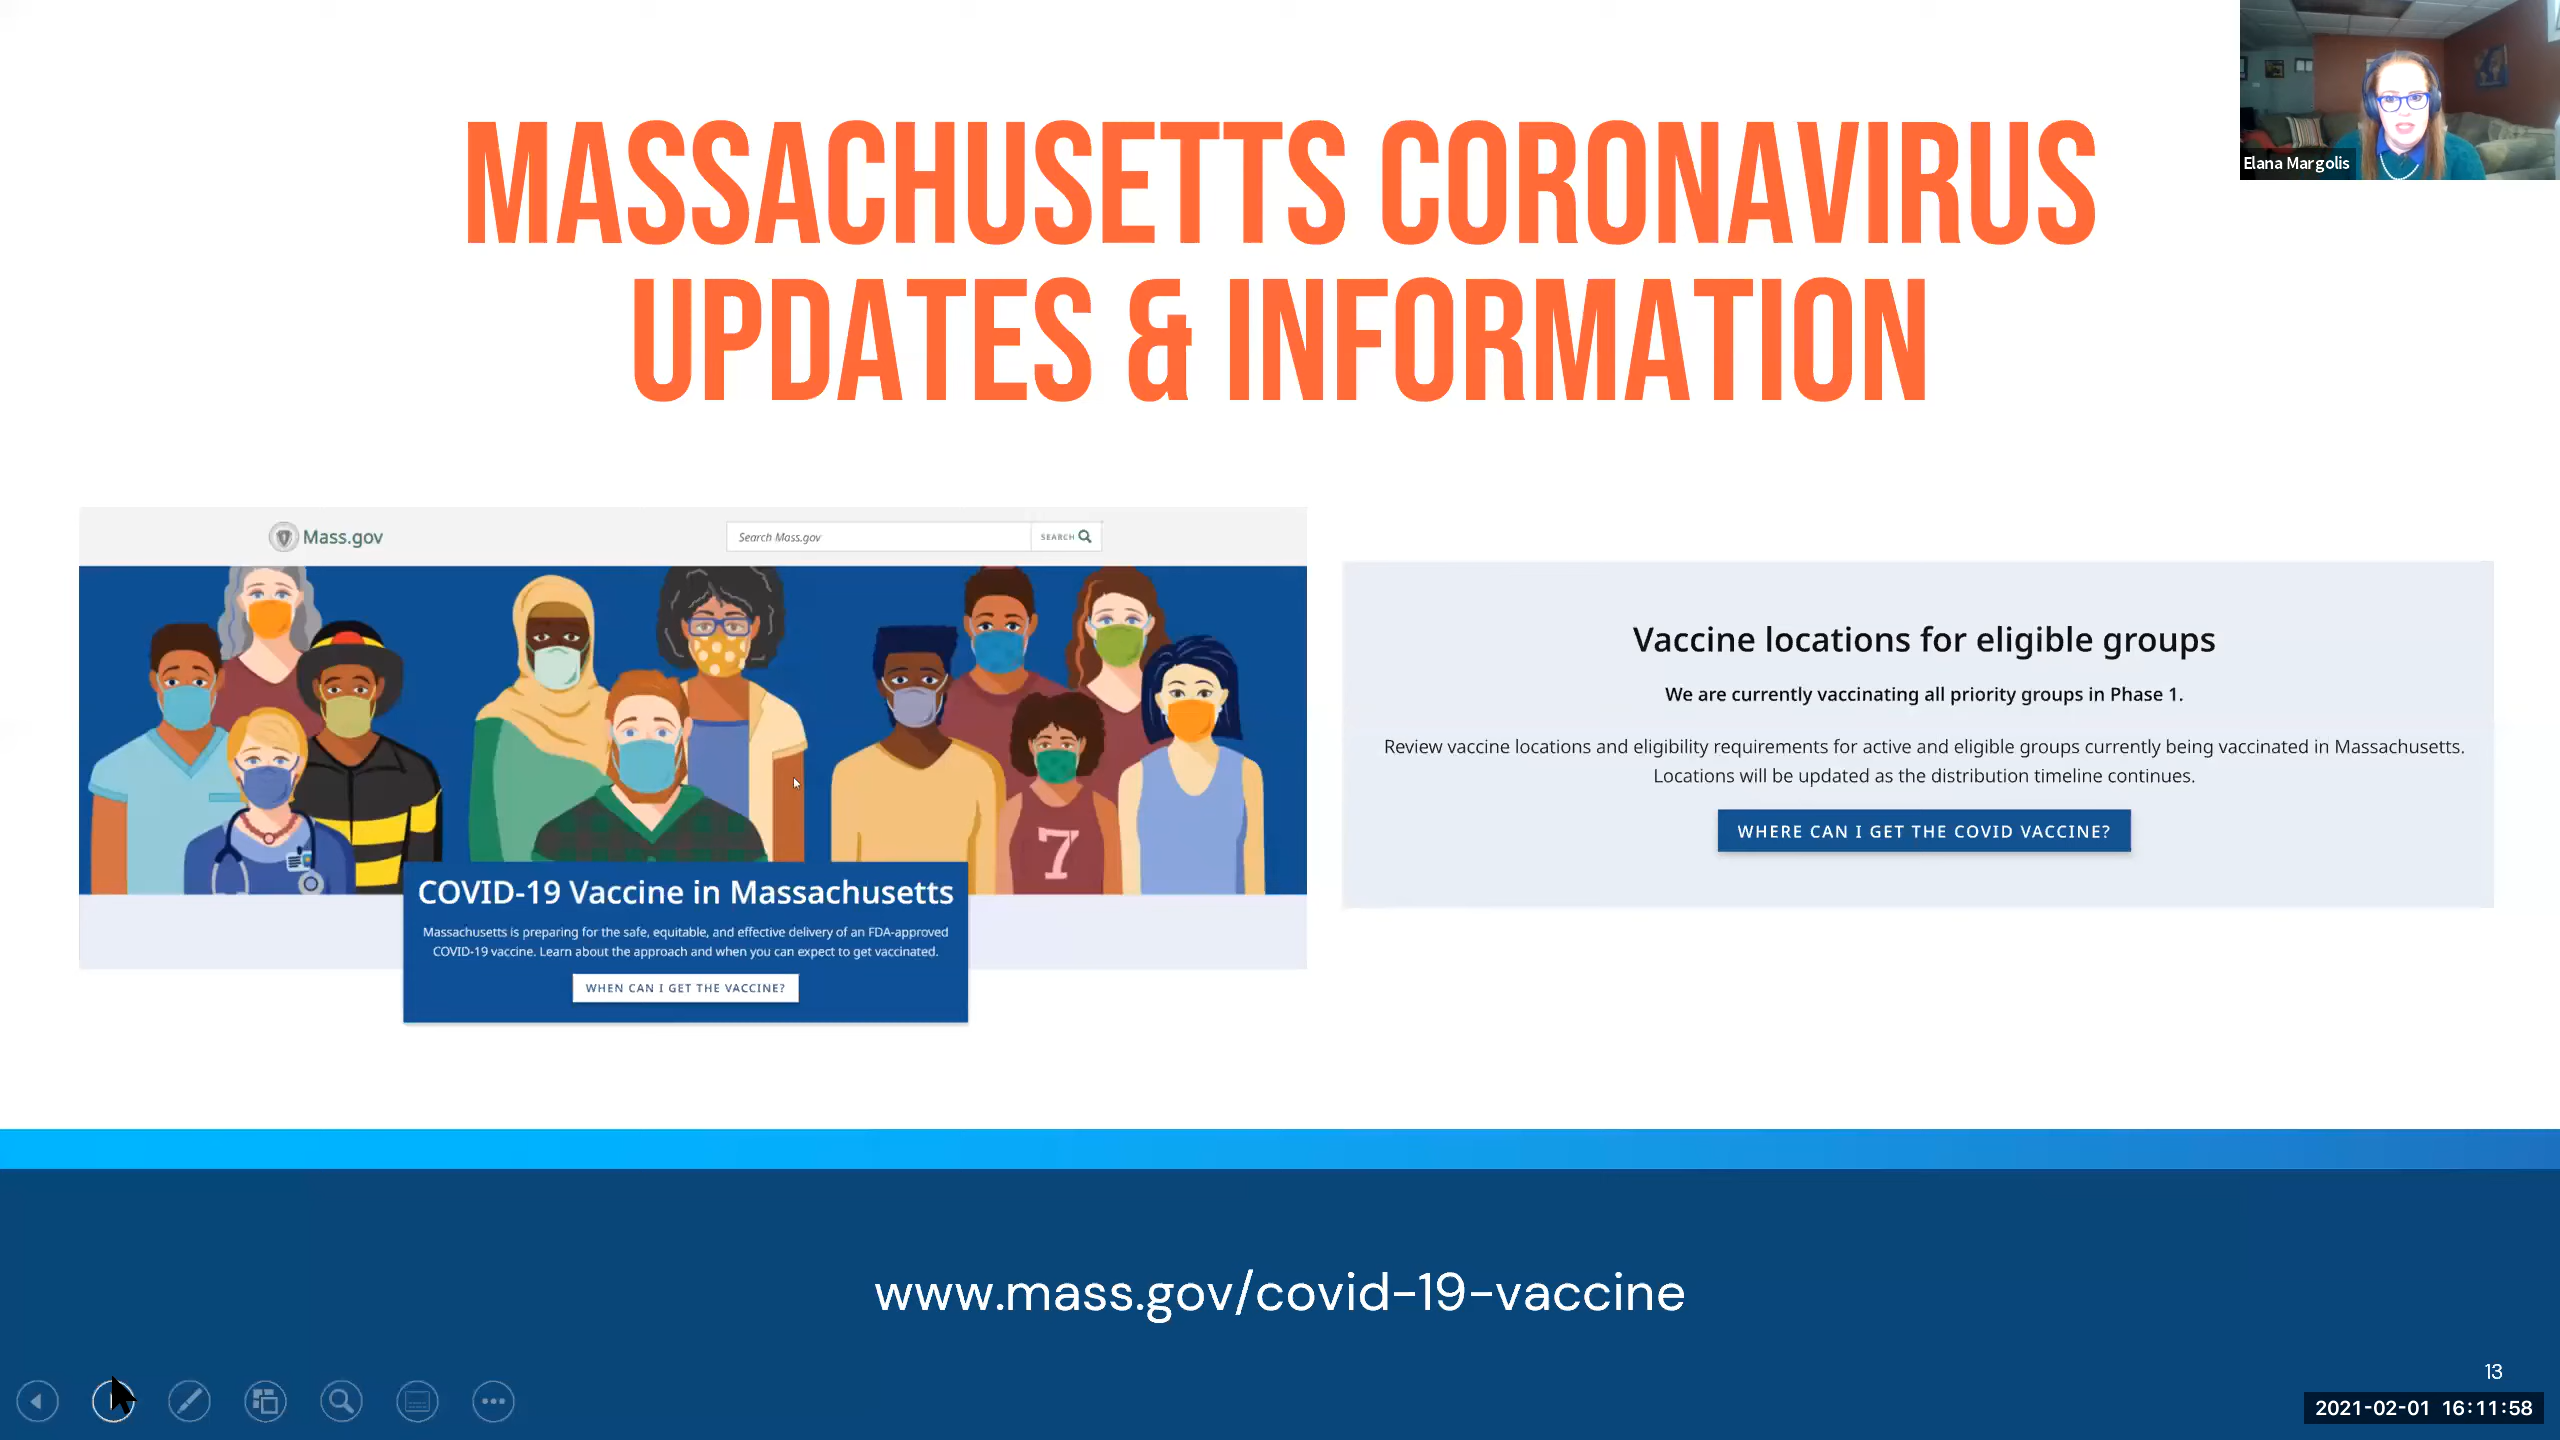 MASSACHUSETTS CORONAVIRUS
UPDATES & INFORMATION
Elana Margolis
Mass.gov
Search Mass.gov
SEARCH
7
COVID-19 Vaccine in Massachusetts
Massachusetts is preparing for the safe, equitable, and effective delivery of an FDA-approved
COVID-19 vaccine. Learn about the approach and when you can expect to get vaccinated.
WHEN CAN I GET THE VACCINE?
Vaccine locations for eligible groups
We are currently vaccinating all priority groups in Phase 1.
Review vaccine locations and eligibility requirements for active and eligible groups currently being vaccinated in Massachusetts.
Locations will be updated as the distribution timeline continues.
WHERE CAN I GET THE COVID VACCINE?
www.mass.gov/covid-19-vaccine
13
2021-02-01 16:11:58